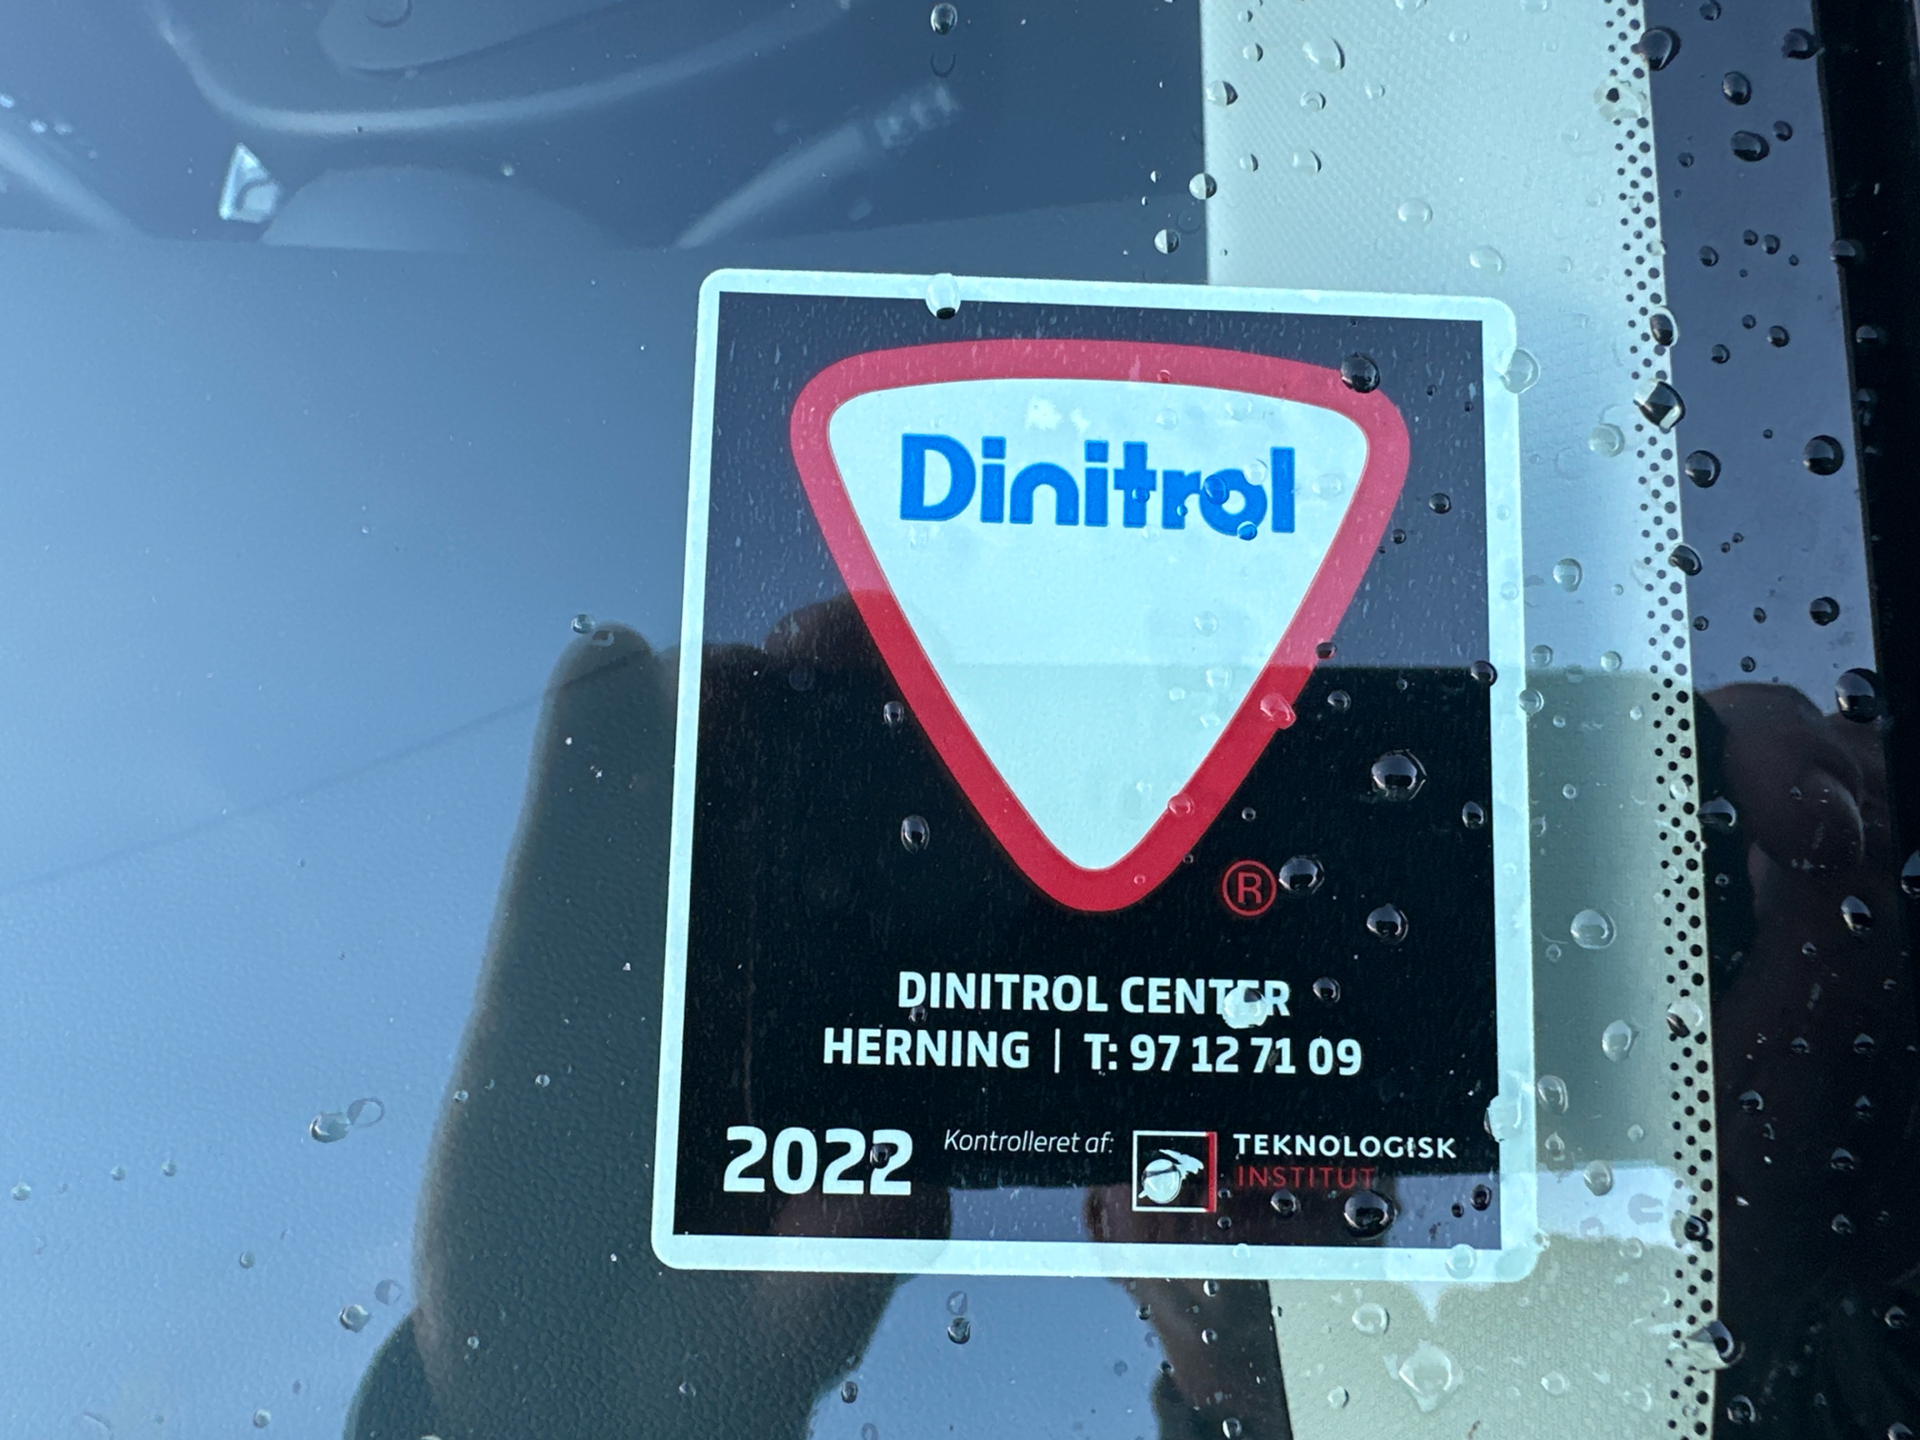 Dinitrol
®
DINITROL CENTER
HERNING | T: 97 12 71 09
2022 Kontrolleret af: TEKNOLOGISK
INSTITUT